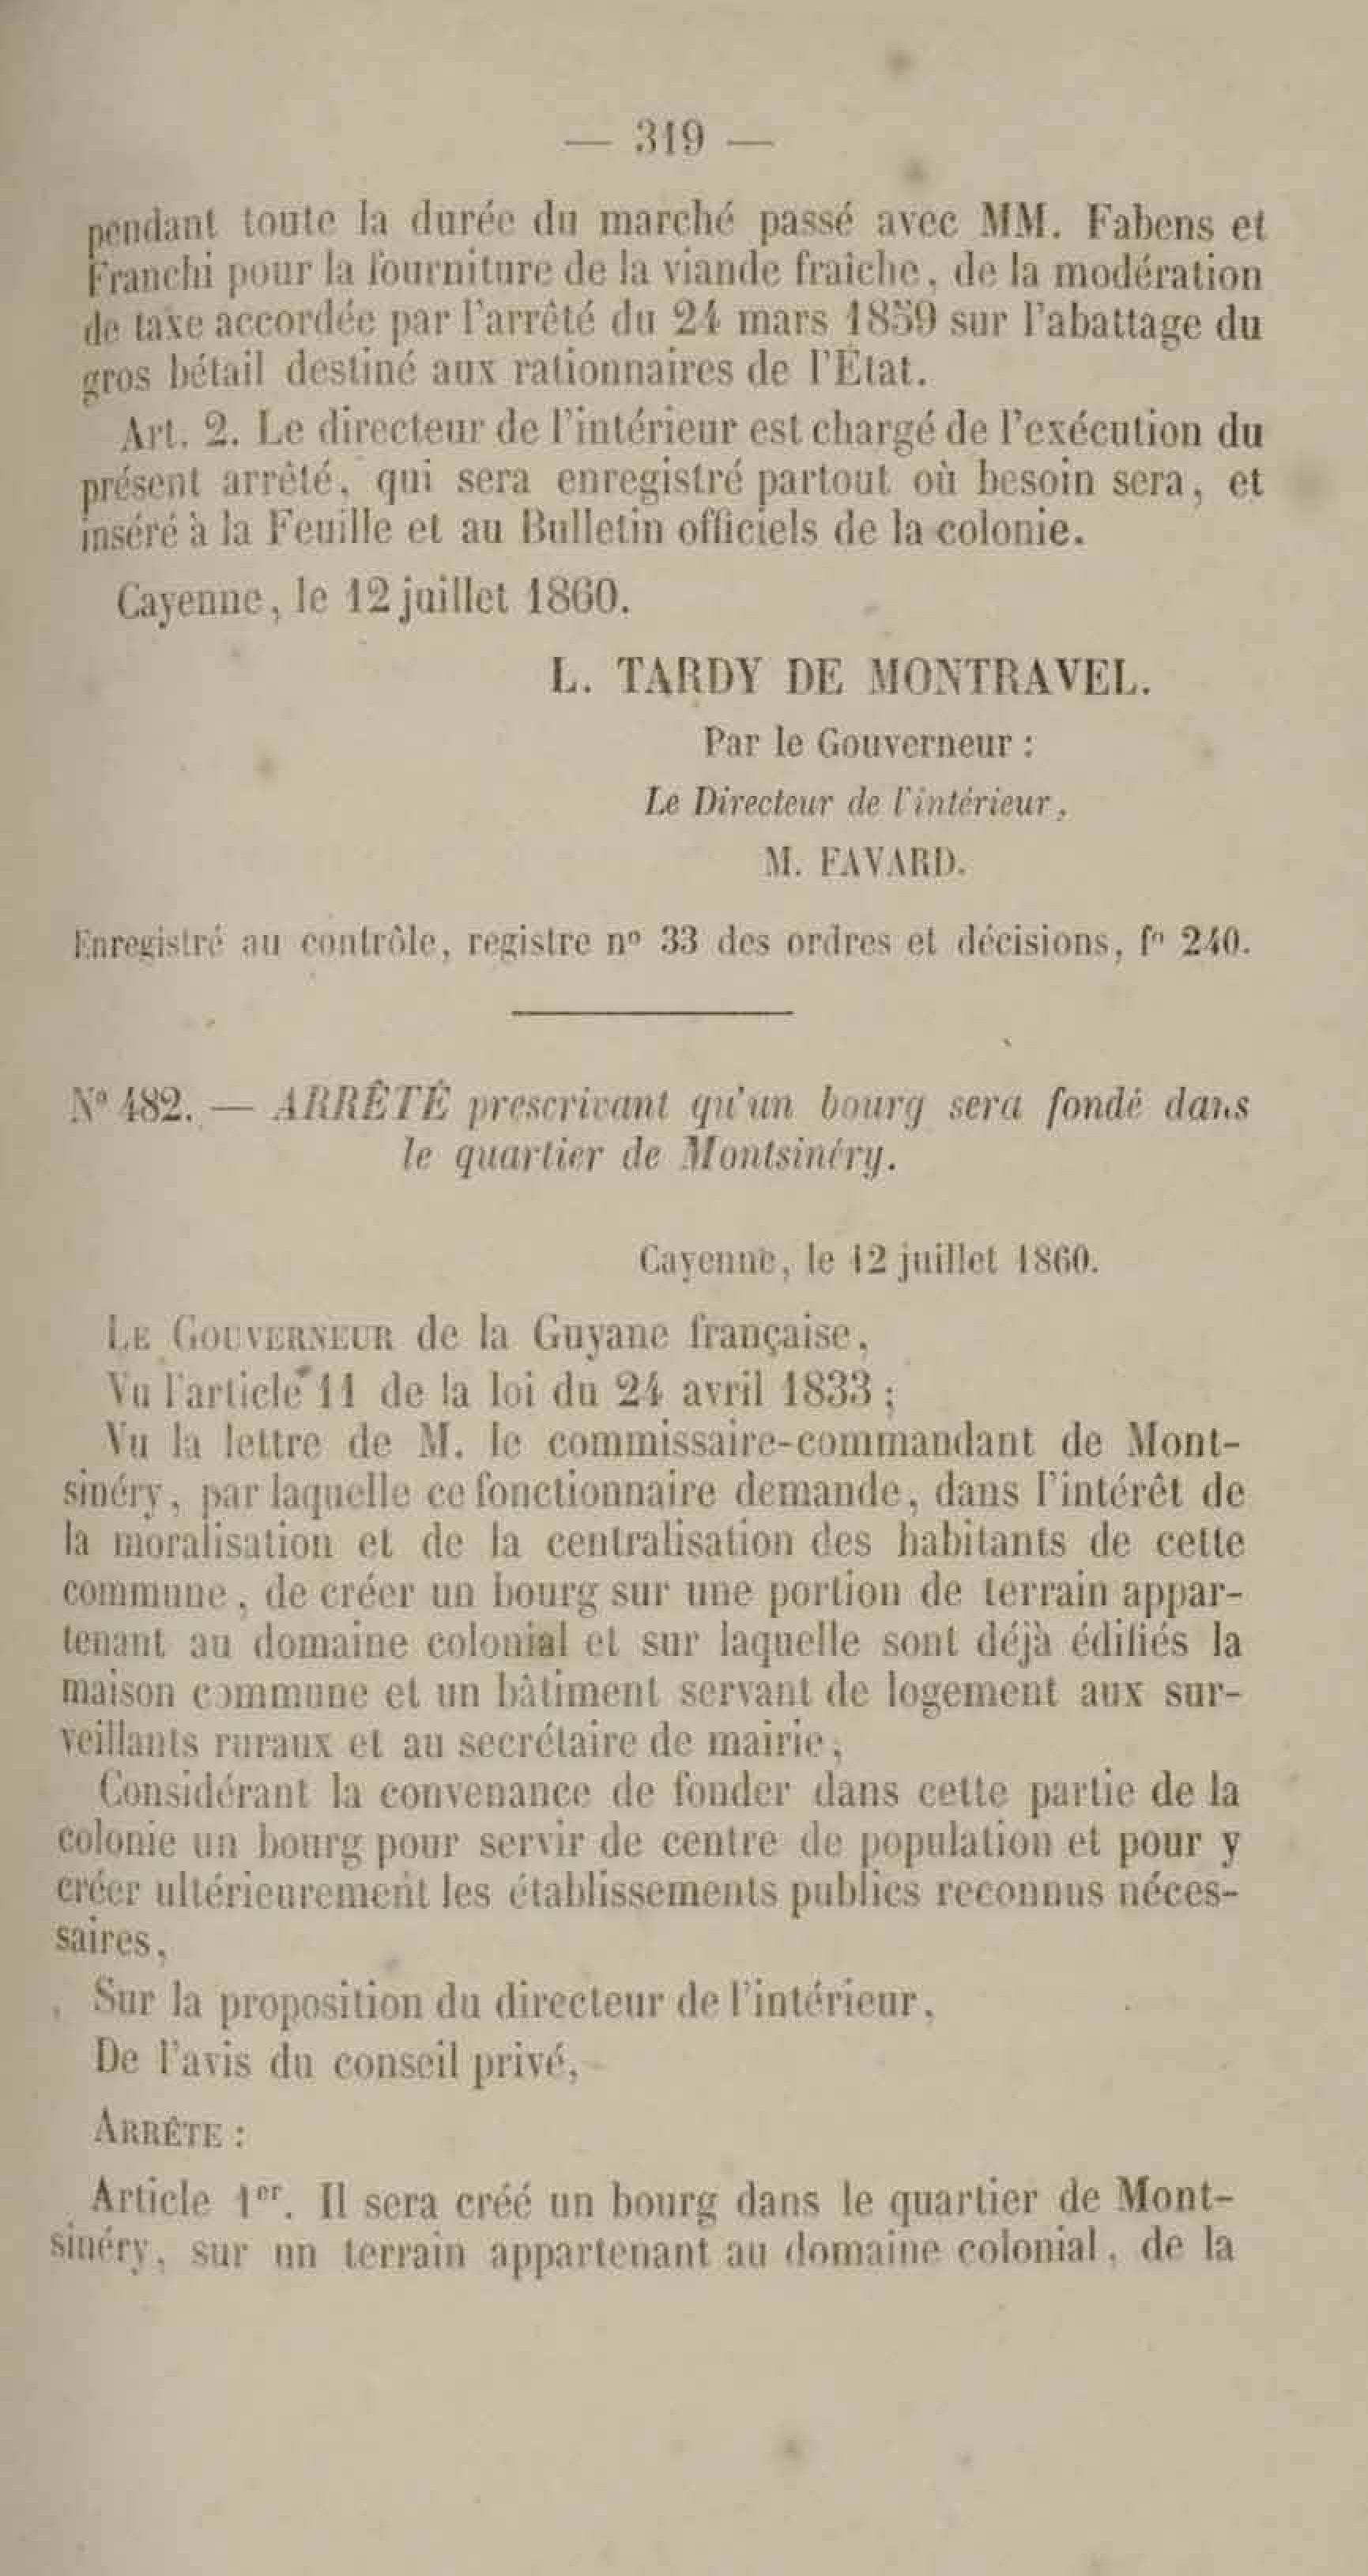 — 319 —
pendant toute la durée du marché passé avec MM. Fabens et
Franchi pour la fourniture de la viande fraîche, de la modération
de taxe accordée par l'arrêté du 24 mars 1859 sur l'abattage du
gros bétail destiné aux rationnaires de l'État.
Art. 2. Le directeur de l'intérieur est chargé de l'exécution du
présent arrêté, qui sera enregistré partout où besoin sera, et
inséré à la Feuille et au Bulletin officiels de la colonie.
Cayenne, le 12 juillet 1860.
L. TARDY DE MONTRAVEL.
Par le Gouverneur :
Le Directeur de l'intérieur,
M. FAVARD.
Enregistré au contrôle, registre nº 33 des ordres et décisions, fº 240.
Nº 482. — ARRÊTÉ prescrivant qu'un bourg sera fondé dans
le quartier de Montsinéry.
Cayenne, le 12 juillet 1860.
LE GOUVERNEUR de la Guyane française,
Vu l'article 11 de la loi du 24 avril 1833 ;
Vu la lettre de M. le commissaire-commandant de Mont-
sinéry, par laquelle ce fonctionnaire demande, dans l'intérêt de
la moralisation et de la centralisation des habitants de cette
commune, de créer un bourg sur une portion de terrain appar-
tenant au domaine colonial et sur laquelle sont déjà édifiés la
maison commune et un bâtiment servant de logement aux sur-
veillants ruraux et au secrétaire de mairie,
Considérant la convenance de fonder dans cette partie de la
colonie un bourg pour servir de centre de population et pour y
créer ultérieurement les établissements publics reconnus néces-
saires,
Sur la proposition du directeur de l'intérieur,
De l'avis du conseil privé,
ARRÊTE :
Article 1er. Il sera créé un bourg dans le quartier de Mont-
sinéry, sur un terrain appartenant au domaine colonial, de la